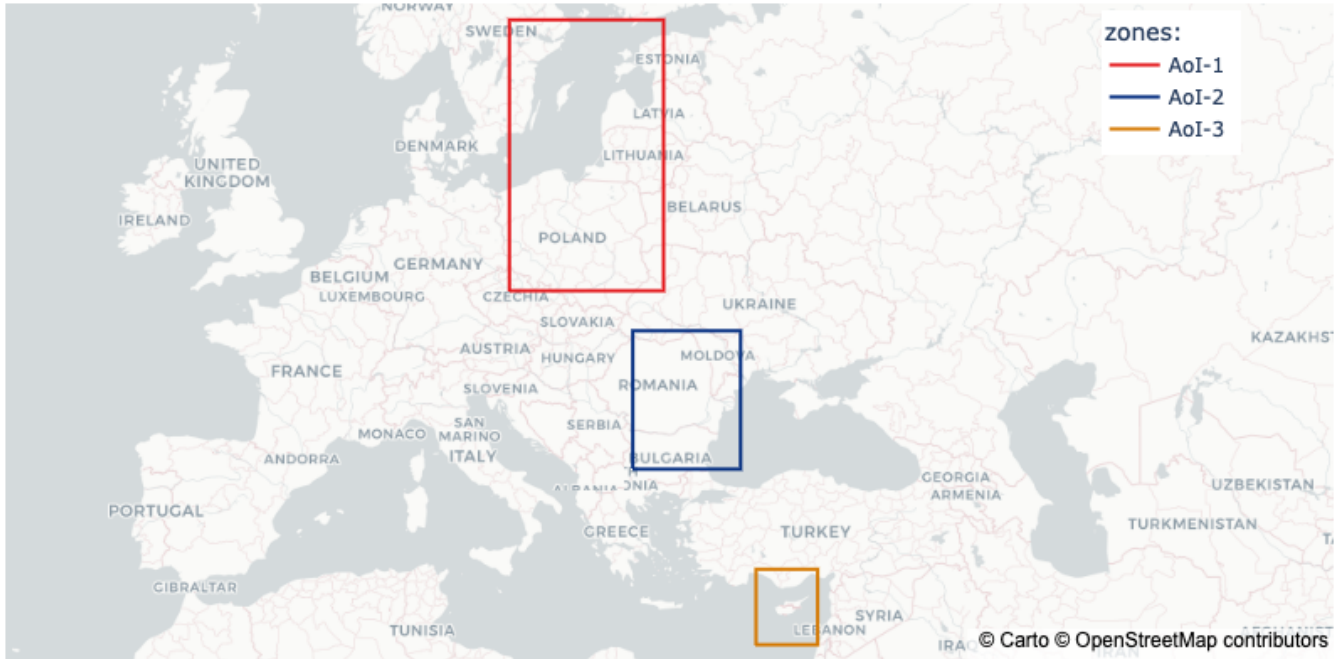 NORWAY
SWEDEN
zones:
AoI-1
AoI-2
AoI-3
ESTONIA
LATVIA
DENMARK
LITHUANIA
UNITED
KINGDOM
BELARUS
IRELAND
POLAND
GERMANY
BELGIUM
LUXEMBOURG
CZECHIA
UKRAINE
SLOVAKIA
KAZAKHST
AUSTRIA
HUNGARY
MOLDOVA
FRANCE
ROMANIA
SLOVENIA
SAN
MARINO
MONACO
SERBIA
ITALY
ANDORRA
BULGARIA
GEORGIA
UZBEKISTAN
ALBANIA
ONIA
ARMENIA
PORTUGAL
GREECE
TURKEY
TURKMENISTAN
GIBRALTAR
SYRIA
TUNISIA
LEBANON
IRAQ
© Carto © OpenStreetMap contributors